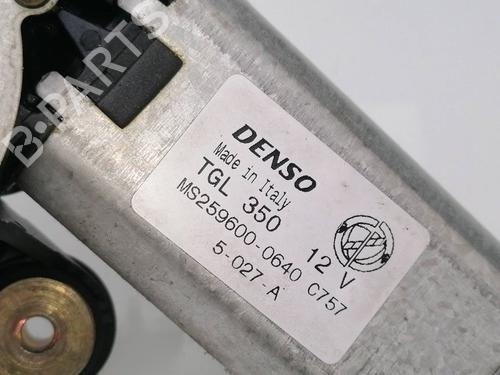 B-PARTS
DENSO
Made in Italy
TGL 350 12 V
MS259600-0640 C757
5-027-A